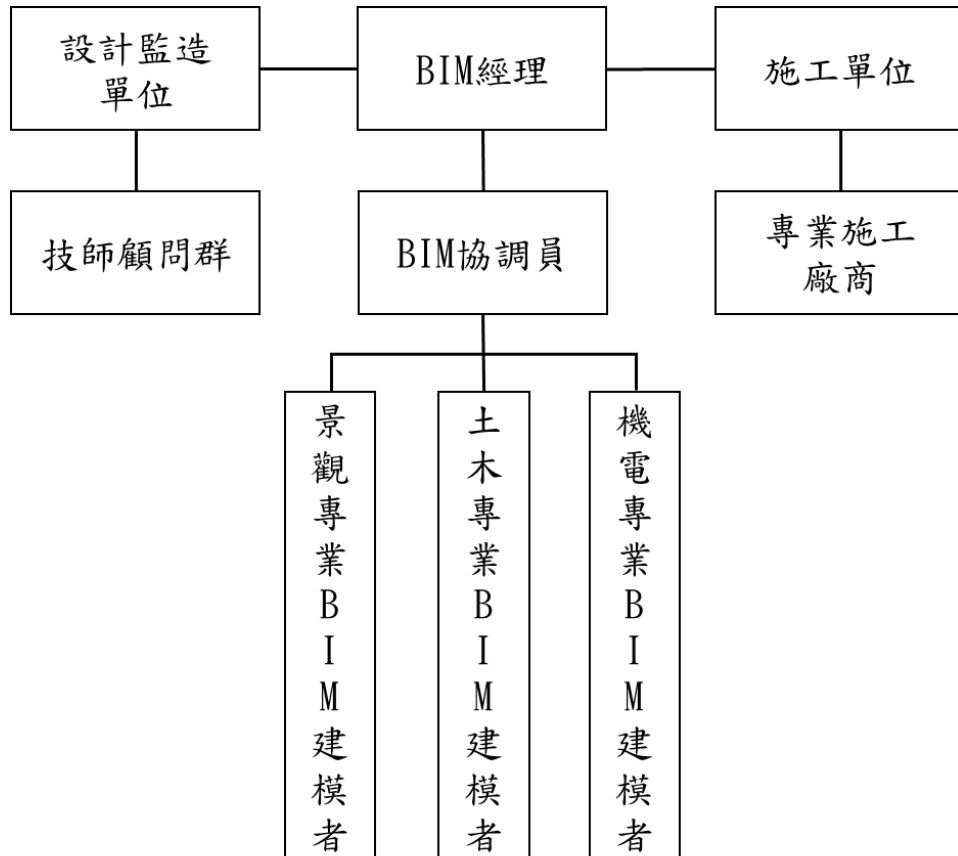 設計監造
單位
BIM經理
施工單位
技師顧問群
BIM協調員
專業施工
廠商
景觀專業BIM建模者
土木專業BIM建模者
機電專業BIM建模者